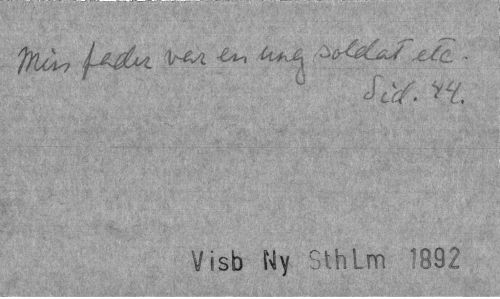 Min fader var en ung soldat etc.
Sid. 44.
Visb Ny SthLm 1892